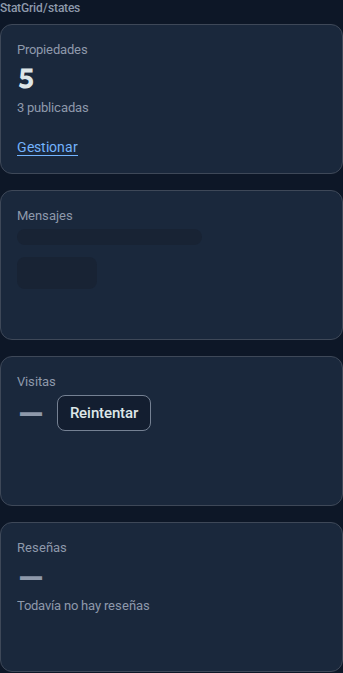 StatGrid/states
Propiedades
5
3 publicadas
Gestionar
Mensajes
Visitas
— Reintentar
Reseñas
—
Todavía no hay reseñas